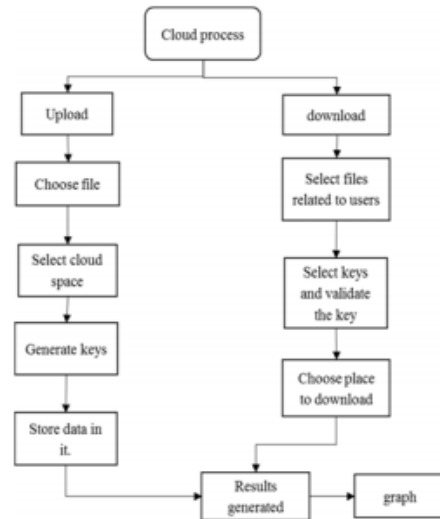 Cloud process
Upload
download
Choose file
Select files
related to users
Select cloud
space
Select keys
and validate
the key
Generate keys
Choose place
to download
Store data in
it.
Results
generated
graph